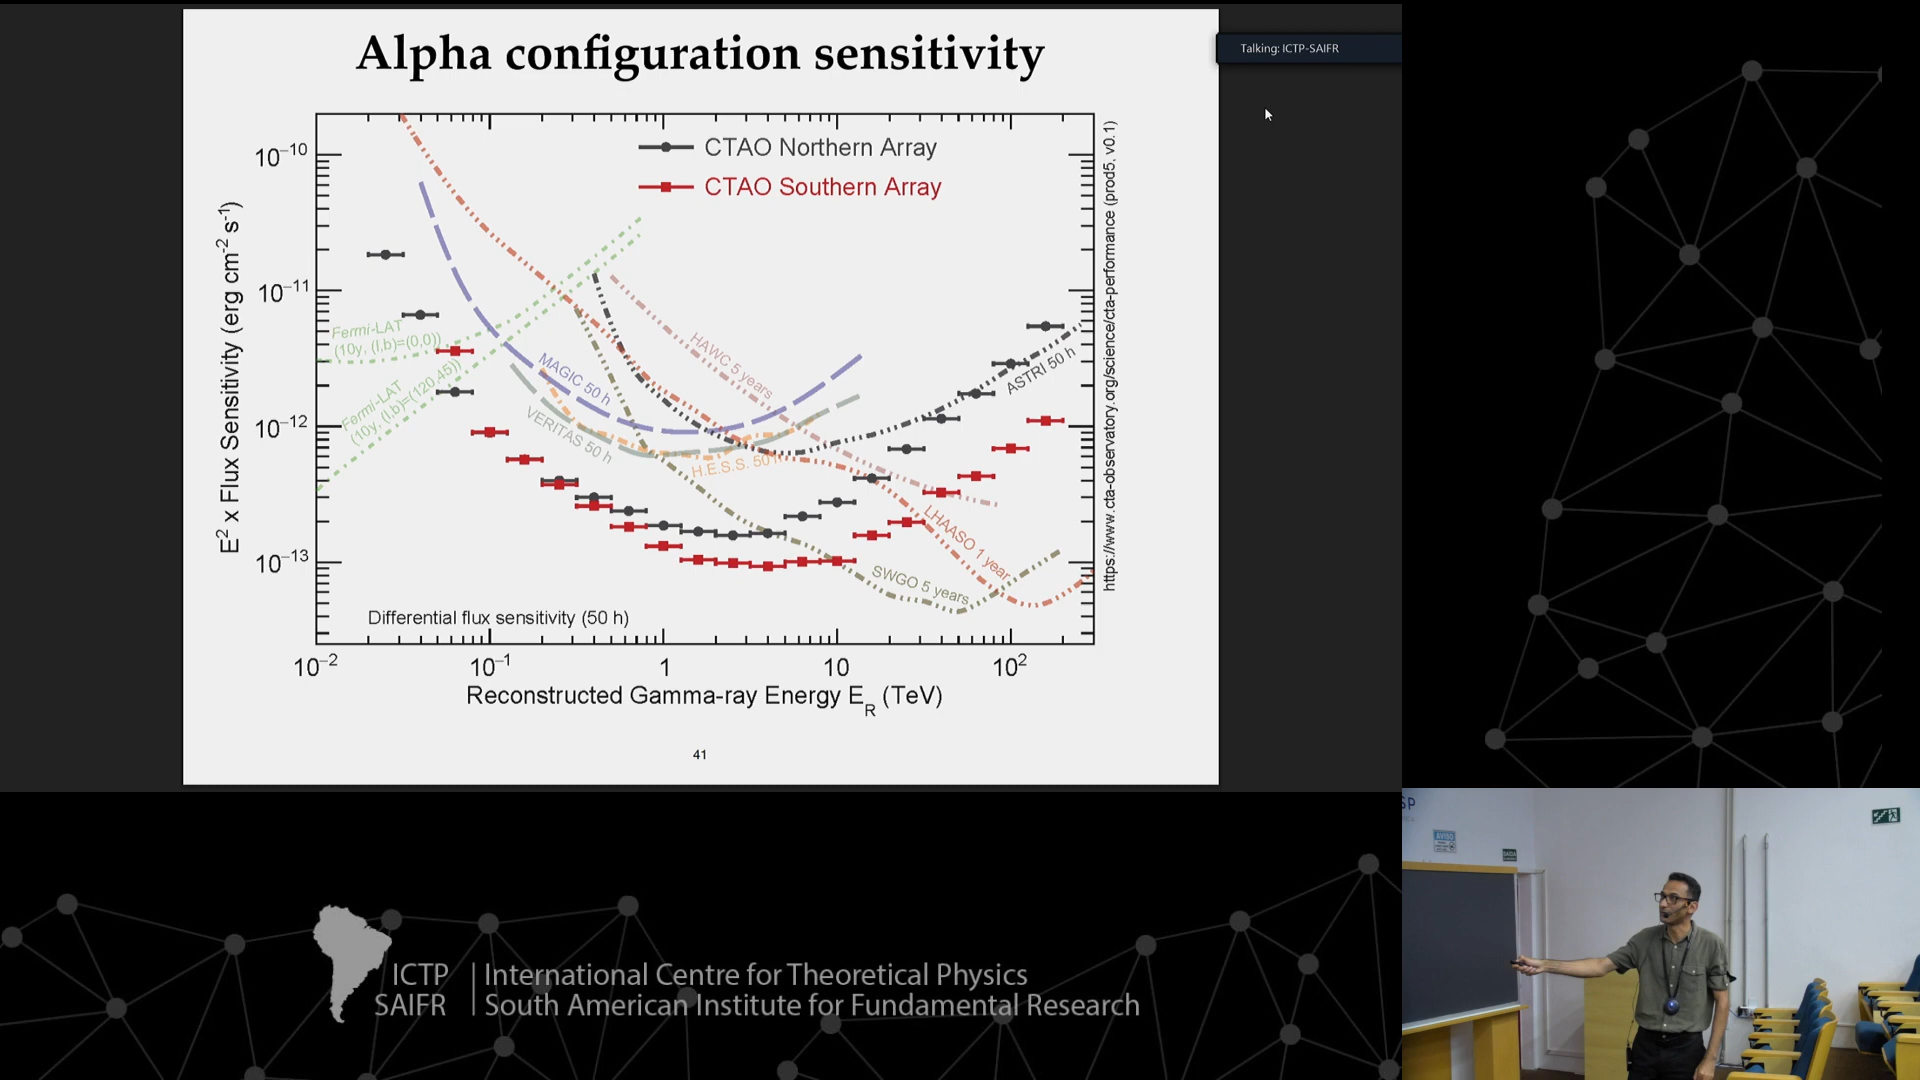 Alpha configuration sensitivity
Talking: ICTP-SAIFR
CTAO Northern Array
CTAO Southern Array
10⁻¹⁰
10⁻¹¹
10⁻¹²
10⁻¹³
E² x Flux Sensitivity (erg cm⁻² s⁻¹)
Fermi-LAT
(10y, (l,b)=(0,0))
Fermi-LAT
(10y, (l,b)=(120,45))
MAGIC 50 h
VERITAS 50 h
H.E.S.S. 50 h
HAWC 5 years
ASTRI 50 h
LHAASO 1 year
SWGO 5 years
https://www.cta-observatory.org/science/cta-performance (prod5, v0.1)
Differential flux sensitivity (50 h)
10⁻² 10⁻¹ 1 10 10²
Reconstructed Gamma-ray Energy E_R (TeV)
41
ICTP | International Centre for Theoretical Physics
SAIFR | South American Institute for Fundamental Research
SP
AVISO